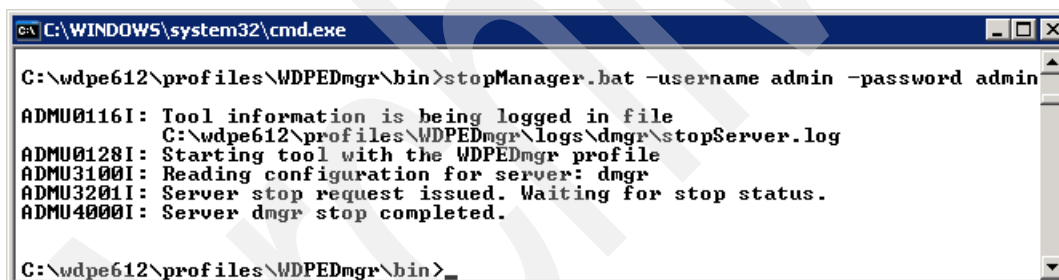 C:\WINDOWS\system32\cmd.exe
C:\wdpe612\profiles\WDPEDmgr\bin>stopManager.bat -username admin -password admin
ADMU0116I: Tool information is being logged in file
C:\wdpe612\profiles\WDPEDmgr\logs\dmgr\stopServer.log
ADMU0128I: Starting tool with the WDPEDmgr profile
ADMU3100I: Reading configuration for server: dmgr
ADMU3201I: Server stop request issued. Waiting for stop status.
ADMU4000I: Server dmgr stop completed.
C:\wdpe612\profiles\WDPEDmgr\bin>_